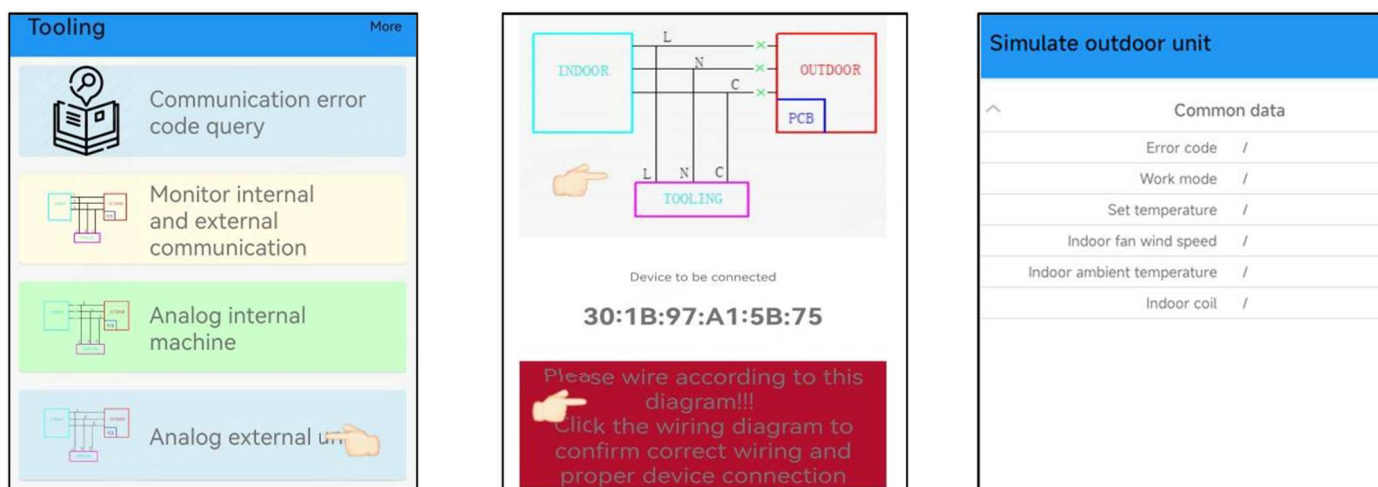 Tooling
More
Communication error
code query
Monitor internal
and external
communication
Analog internal
machine
Analog external
L
INDOOR
N
OUTDOOR
C
PCB
L N C
TOOLING
Device to be connected
30:1B:97:A1:5B:75
Please wire according to this
diagram!!!
Click the wiring diagram to
confirm correct wiring and
proper device connection
Simulate outdoor unit
Common data
Error code /
Work mode /
Set temperature /
Indoor fan wind speed /
Indoor ambient temperature /
Indoor coil /